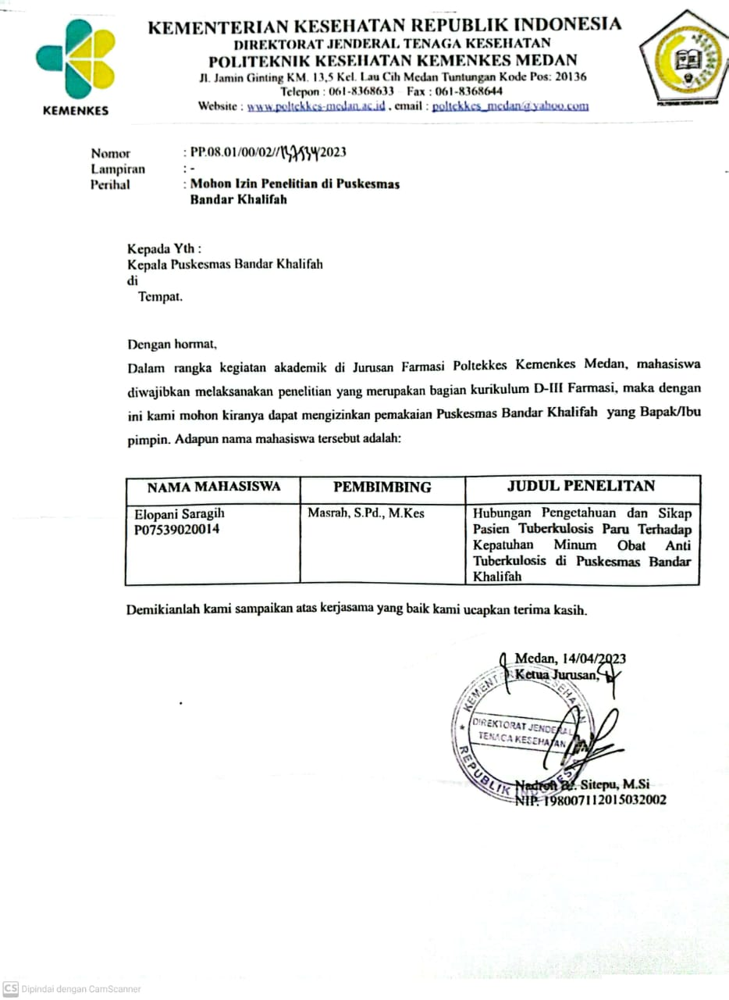 KEMENKES
KEMENTERIAN KESEHATAN REPUBLIK INDONESIA
DIREKTORAT JENDERAL TENAGA KESEHATAN
POLITEKNIK KESEHATAN KEMENKES MEDAN
Jl. Jamin Ginting KM. 13,5 Kel. Lau Cih Medan Tuntungan Kode Pos: 20136
Telepon : 061-8368633 Fax : 061-8368644
Website : www.poltekkes-medan.ac.id , email : poltekkes_medan@yahoo.com
POLITEKNIK KESEHATAN MEDAN
Nomor : PP.08.01/00/02// /2023
Lampiran : -
Perihal : Mohon Izin Penelitian di Puskesmas
Bandar Khalifah
Kepada Yth :
Kepala Puskesmas Bandar Khalifah
di
Tempat.
Dengan hormat,
Dalam rangka kegiatan akademik di Jurusan Farmasi Poltekkes Kemenkes Medan, mahasiswa
diwajibkan melaksanakan penelitian yang merupakan bagian kurikulum D-III Farmasi, maka dengan
ini kami mohon kiranya dapat mengizinkan pemakaian Puskesmas Bandar Khalifah yang Bapak/Ibu
pimpin. Adapun nama mahasiswa tersebut adalah:
NAMA MAHASISWA PEMBIMBING JUDUL PENELITAN
Elopani Saragih Masrah, S.Pd., M.Kes Hubungan Pengetahuan dan Sikap
P07539020014 Pasien Tuberkulosis Paru Terhadap
Kepatuhan Minum Obat Anti
Tuberkulosis di Puskesmas Bandar
Khalifah
Demikianlah kami sampaikan atas kerjasama yang baik kami ucapkan terima kasih.
Medan, 14/04/2023
Ketua Jurusan,
KEMENTERIAN KESEHATAN
DIREKTORAT JENDERAL
TENAGA KESEHATAN
REPUBLIK INDONESIA
Nadroh Sitepu, M.Si
NIP. 198007112015032002
CS Dipindai dengan CamScanner